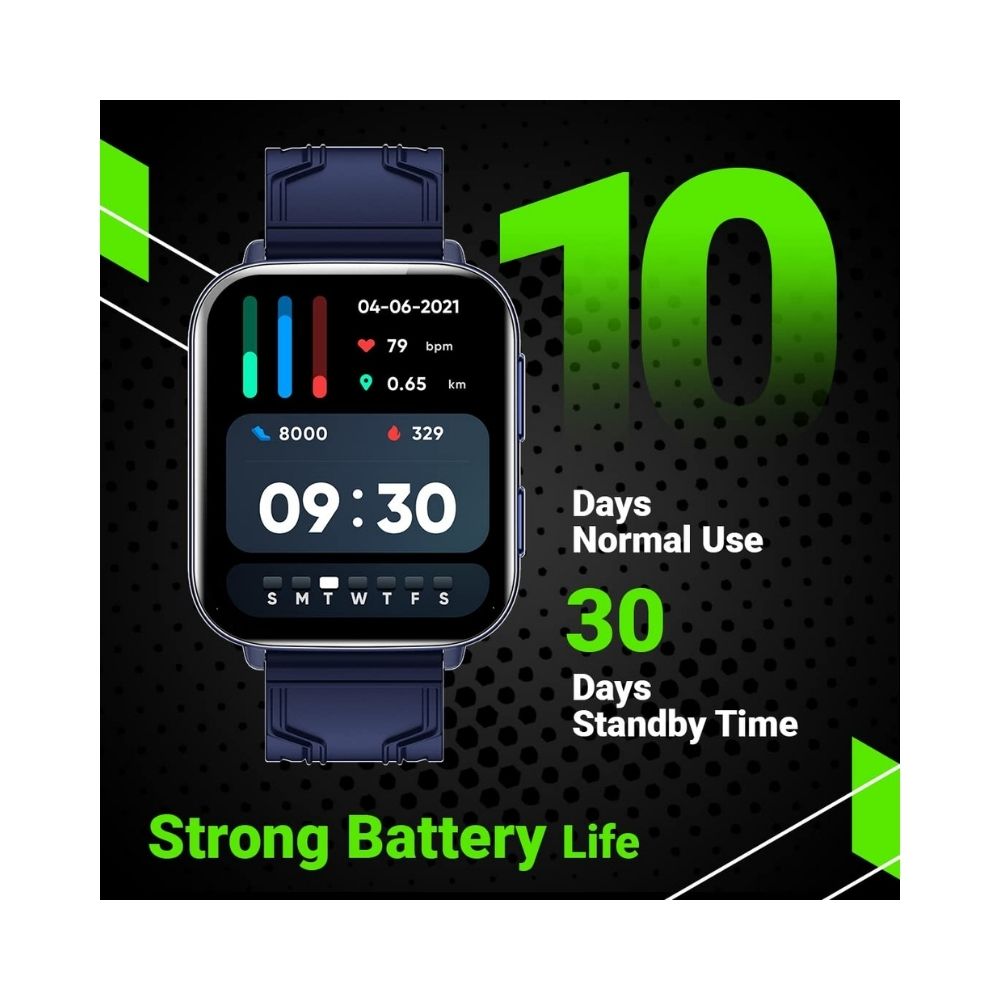 04-06-2021
79 bpm
0.65 km
8000 329
09:30
S M T W T F S
10
Days
Normal Use
30
Days
Standby Time
Strong Battery Life